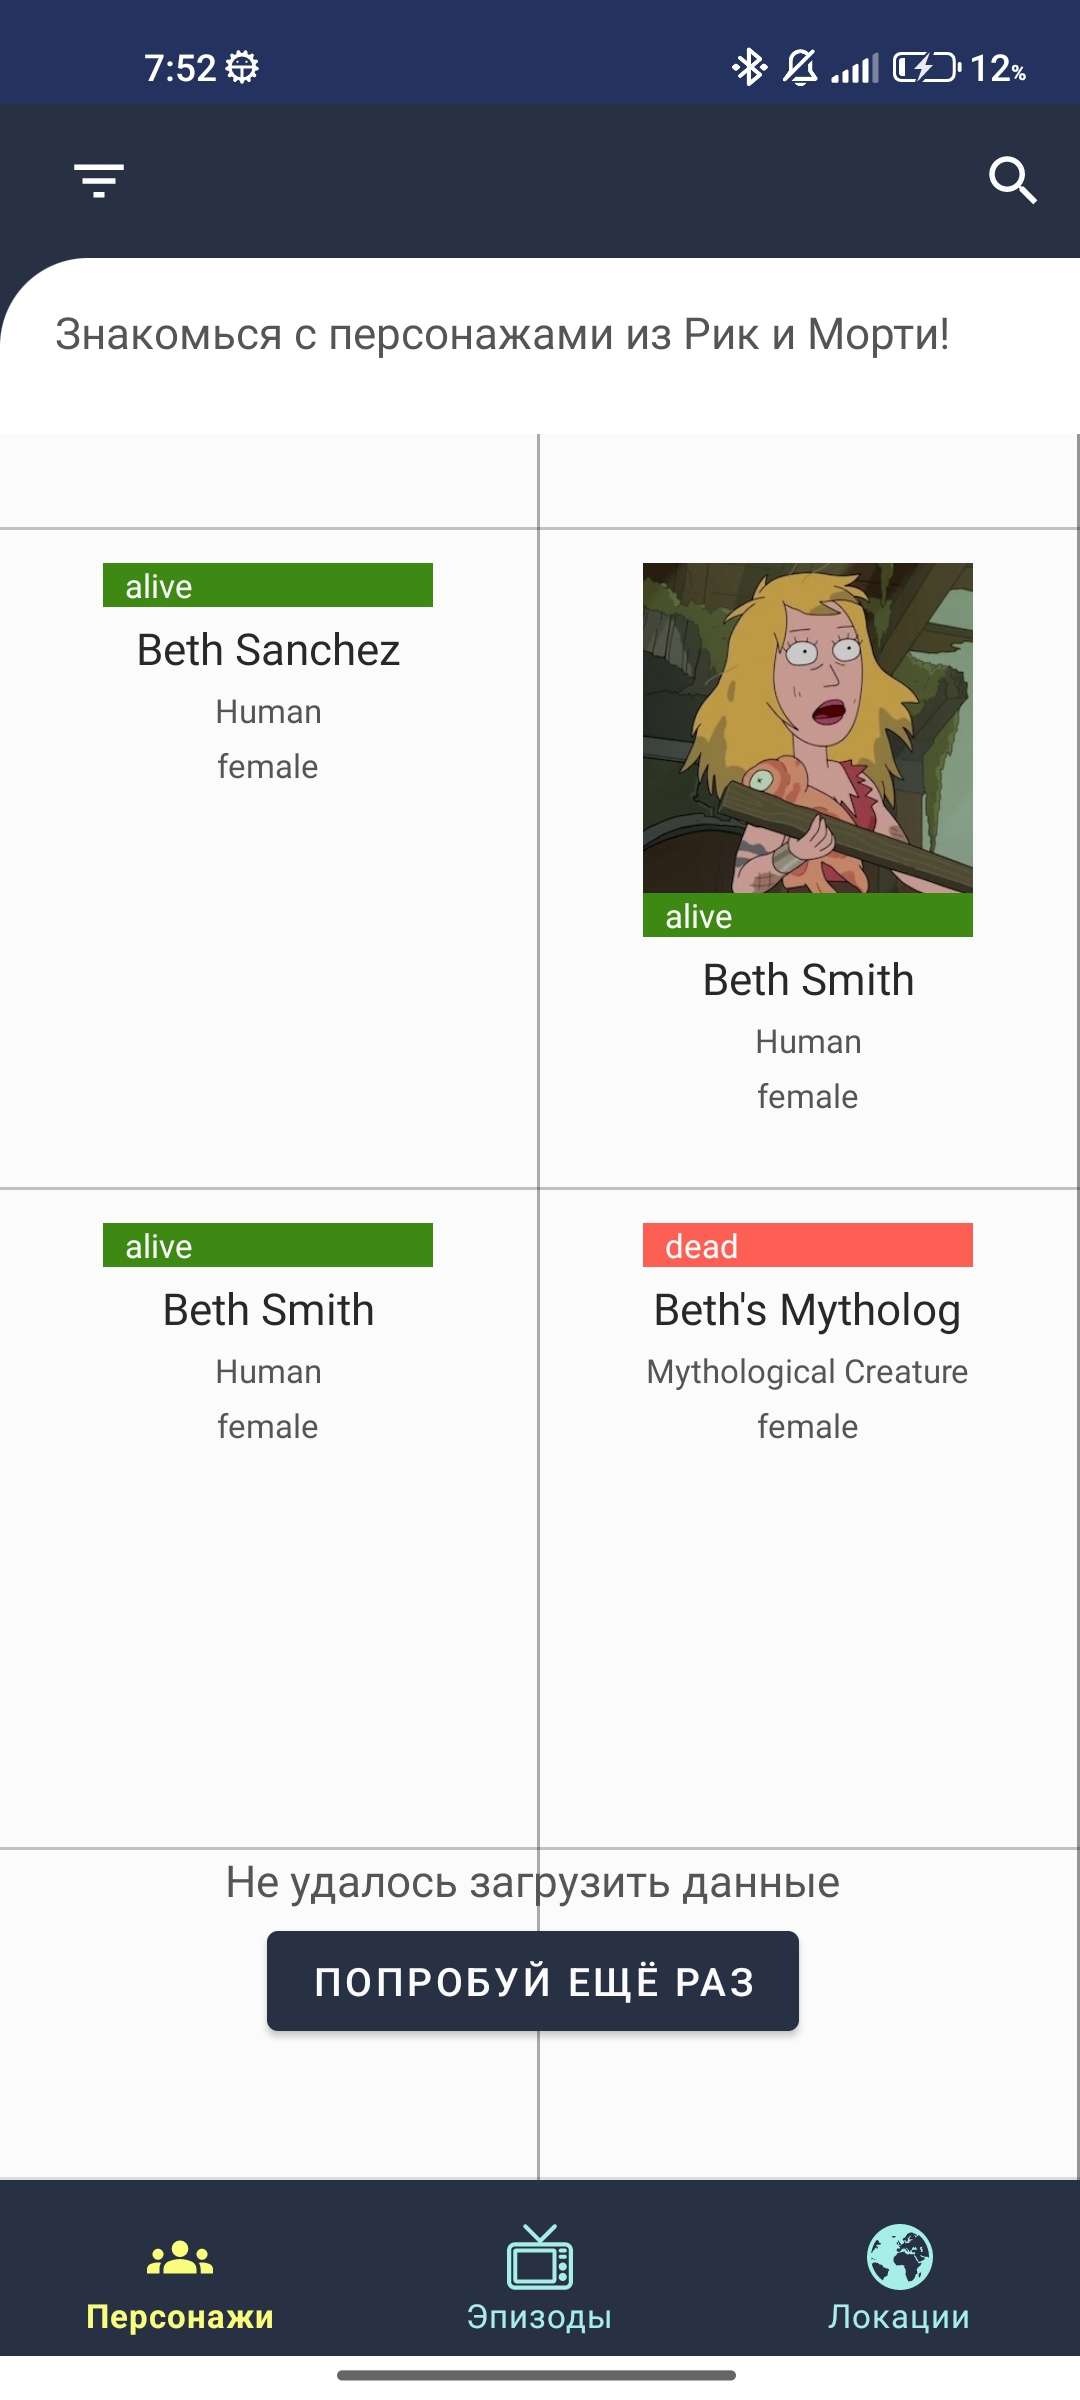 7:52 12%
Знакомься с персонажами из Рик и Морти!
alive
Beth Sanchez
Human
female
alive
Beth Smith
Human
female
alive
Beth Smith
Human
female
dead
Beth's Mytholog
Mythological Creature
female
Не удалось загрузить данные
ПОПРОБУЙ ЕЩЁ РАЗ
Персонажи Эпизоды Локации